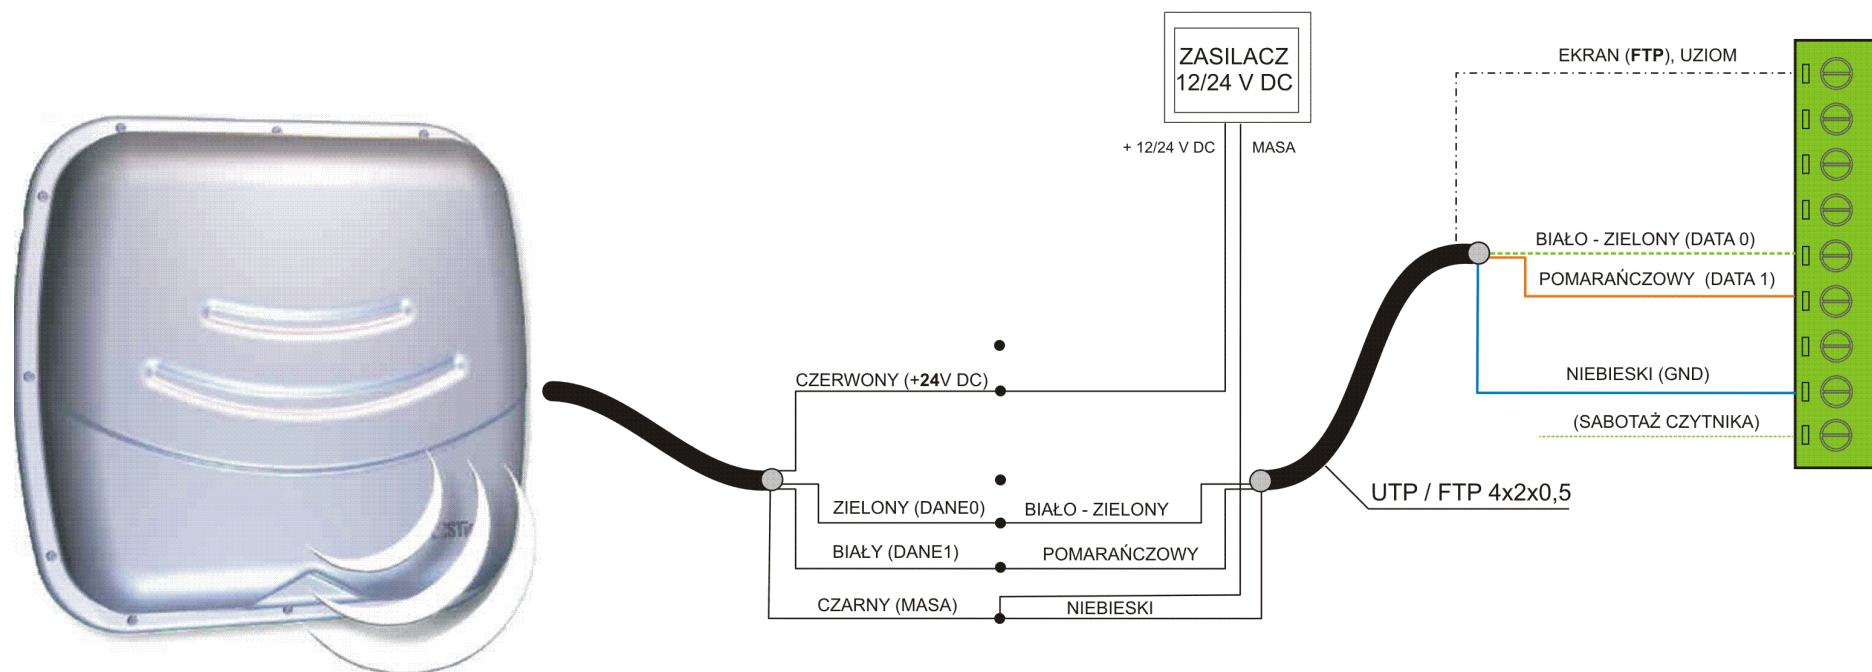 ZASILACZ
12/24 V DC
+ 12/24 V DC
MASA
EKRAN (FTP), UZIOM
BIAŁO - ZIELONY (DATA 0)
POMARAŃCZOWY (DATA 1)
NIEBIESKI (GND)
(SABOTAŻ CZYTNIKA)
UTP / FTP 4x2x0,5
CZERWONY (+24V DC)
ZIELONY (DANE0)
BIAŁO - ZIELONY
BIAŁY (DANE1)
POMARAŃCZOWY
CZARNY (MASA)
NIEBIESKI